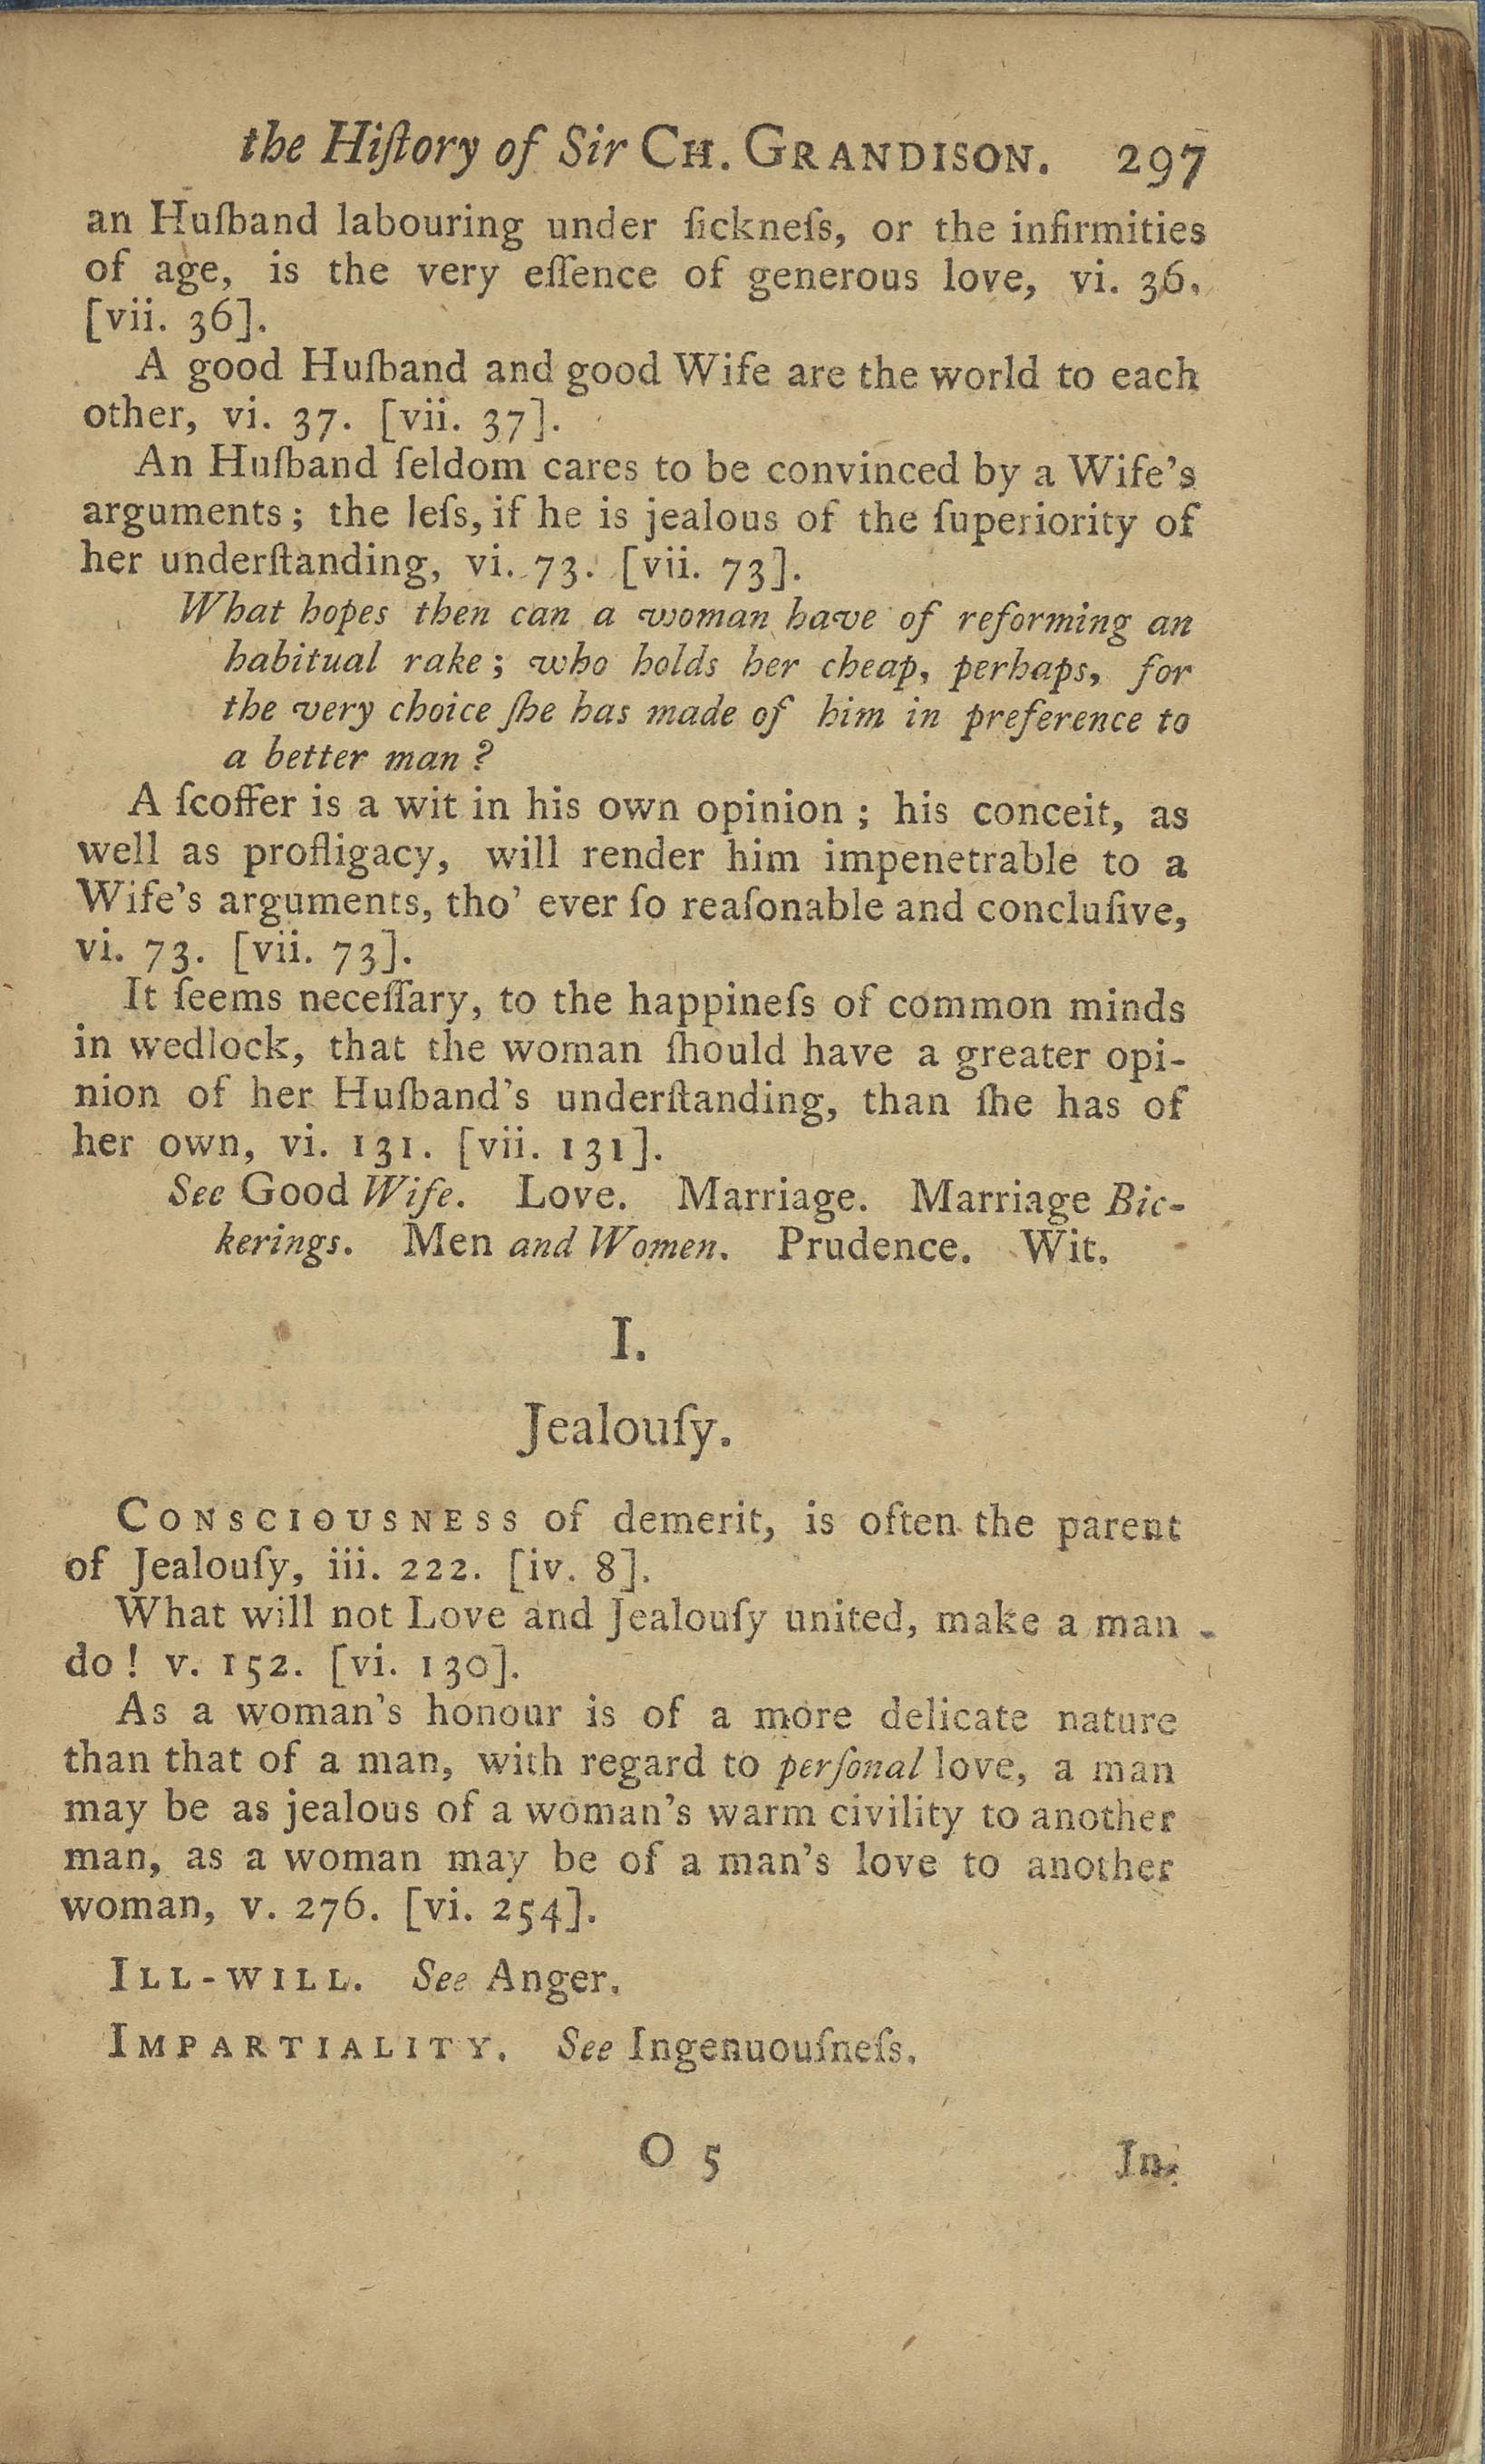 the Hiſtory of Sir CH. GRANDISON. 297
an Huſband labouring under ſickneſs, or the infirmities
of age, is the very eſſence of generous love, vi. 36.
[vii. 36].
A good Huſband and good Wife are the world to each
other, vi. 37. [vii. 37].
An Huſband ſeldom cares to be convinced by a Wife's
arguments; the leſs, if he is jealous of the ſuperiority of
her underſtanding, vi. 73. [vii. 73].
What hopes then can a woman have of reforming an
habitual rake; who holds her cheap, perhaps, for
the very choice ſhe has made of him in preference to
a better man?
A ſcoffer is a wit in his own opinion; his conceit, as
well as profligacy, will render him impenetrable to a
Wife's arguments, tho' ever ſo reaſonable and concluſive,
vi. 73. [vii. 73].
It ſeems neceſſary, to the happineſs of common minds
in wedlock, that the woman ſhould have a greater opi-
nion of her Huſband's underſtanding, than ſhe has of
her own, vi. 131. [vii. 131].
See Good Wife. Love. Marriage. Marriage Bic-
kerings. Men and Women. Prudence. Wit.
I.
Jealouſy.
CONSCIOUSNESS of demerit, is often the parent
of Jealouſy, iii. 222. [iv. 8].
What will not Love and Jealouſy united, make a man
do! v. 152. [vi. 130].
As a woman's honour is of a more delicate nature
than that of a man, with regard to perſonal love, a man
may be as jealous of a woman's warm civility to another
man, as a woman may be of a man's love to another
woman, v. 276. [vi. 254].
ILL-WILL. See Anger.
IMPARTIALITY. See Ingenuouſneſs.
O 5 In-